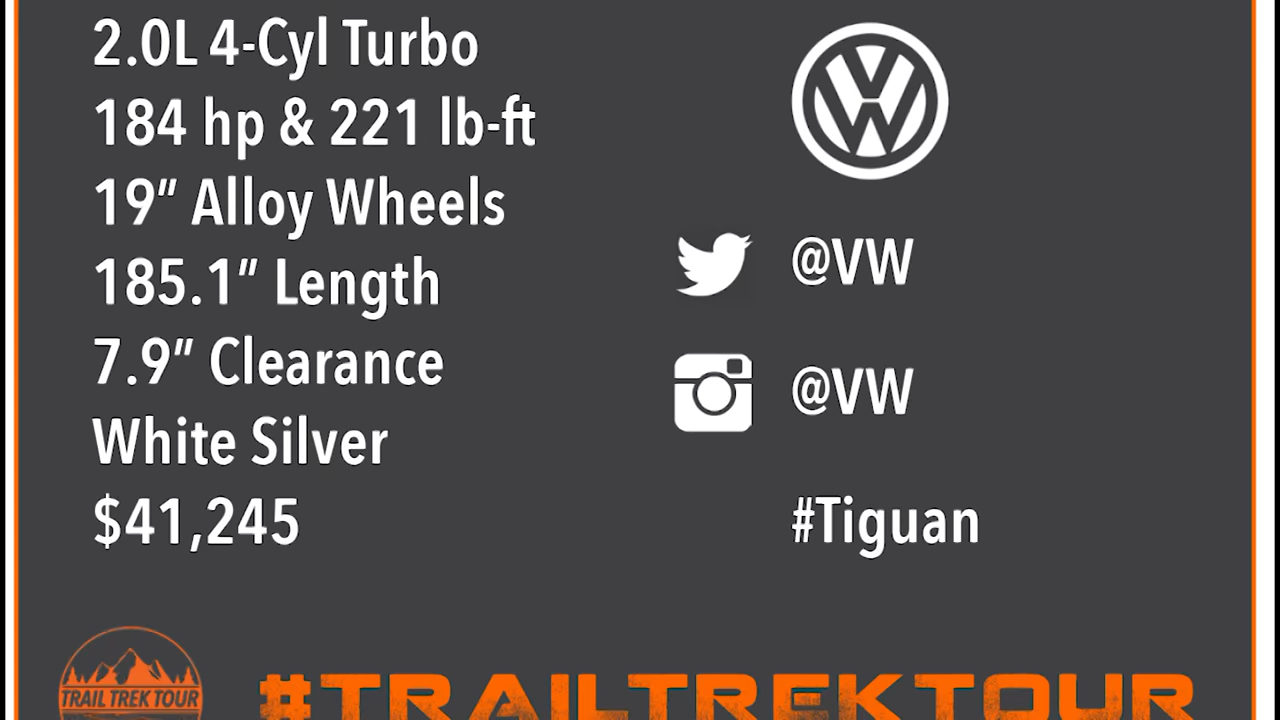 2.0L 4-Cyl Turbo
184 hp & 221 lb-ft
19” Alloy Wheels
185.1” Length
7.9” Clearance
White Silver
$41,245
@VW
@VW
#Tiguan
TRAIL TREK TOUR
#TRAILTREKTOUR